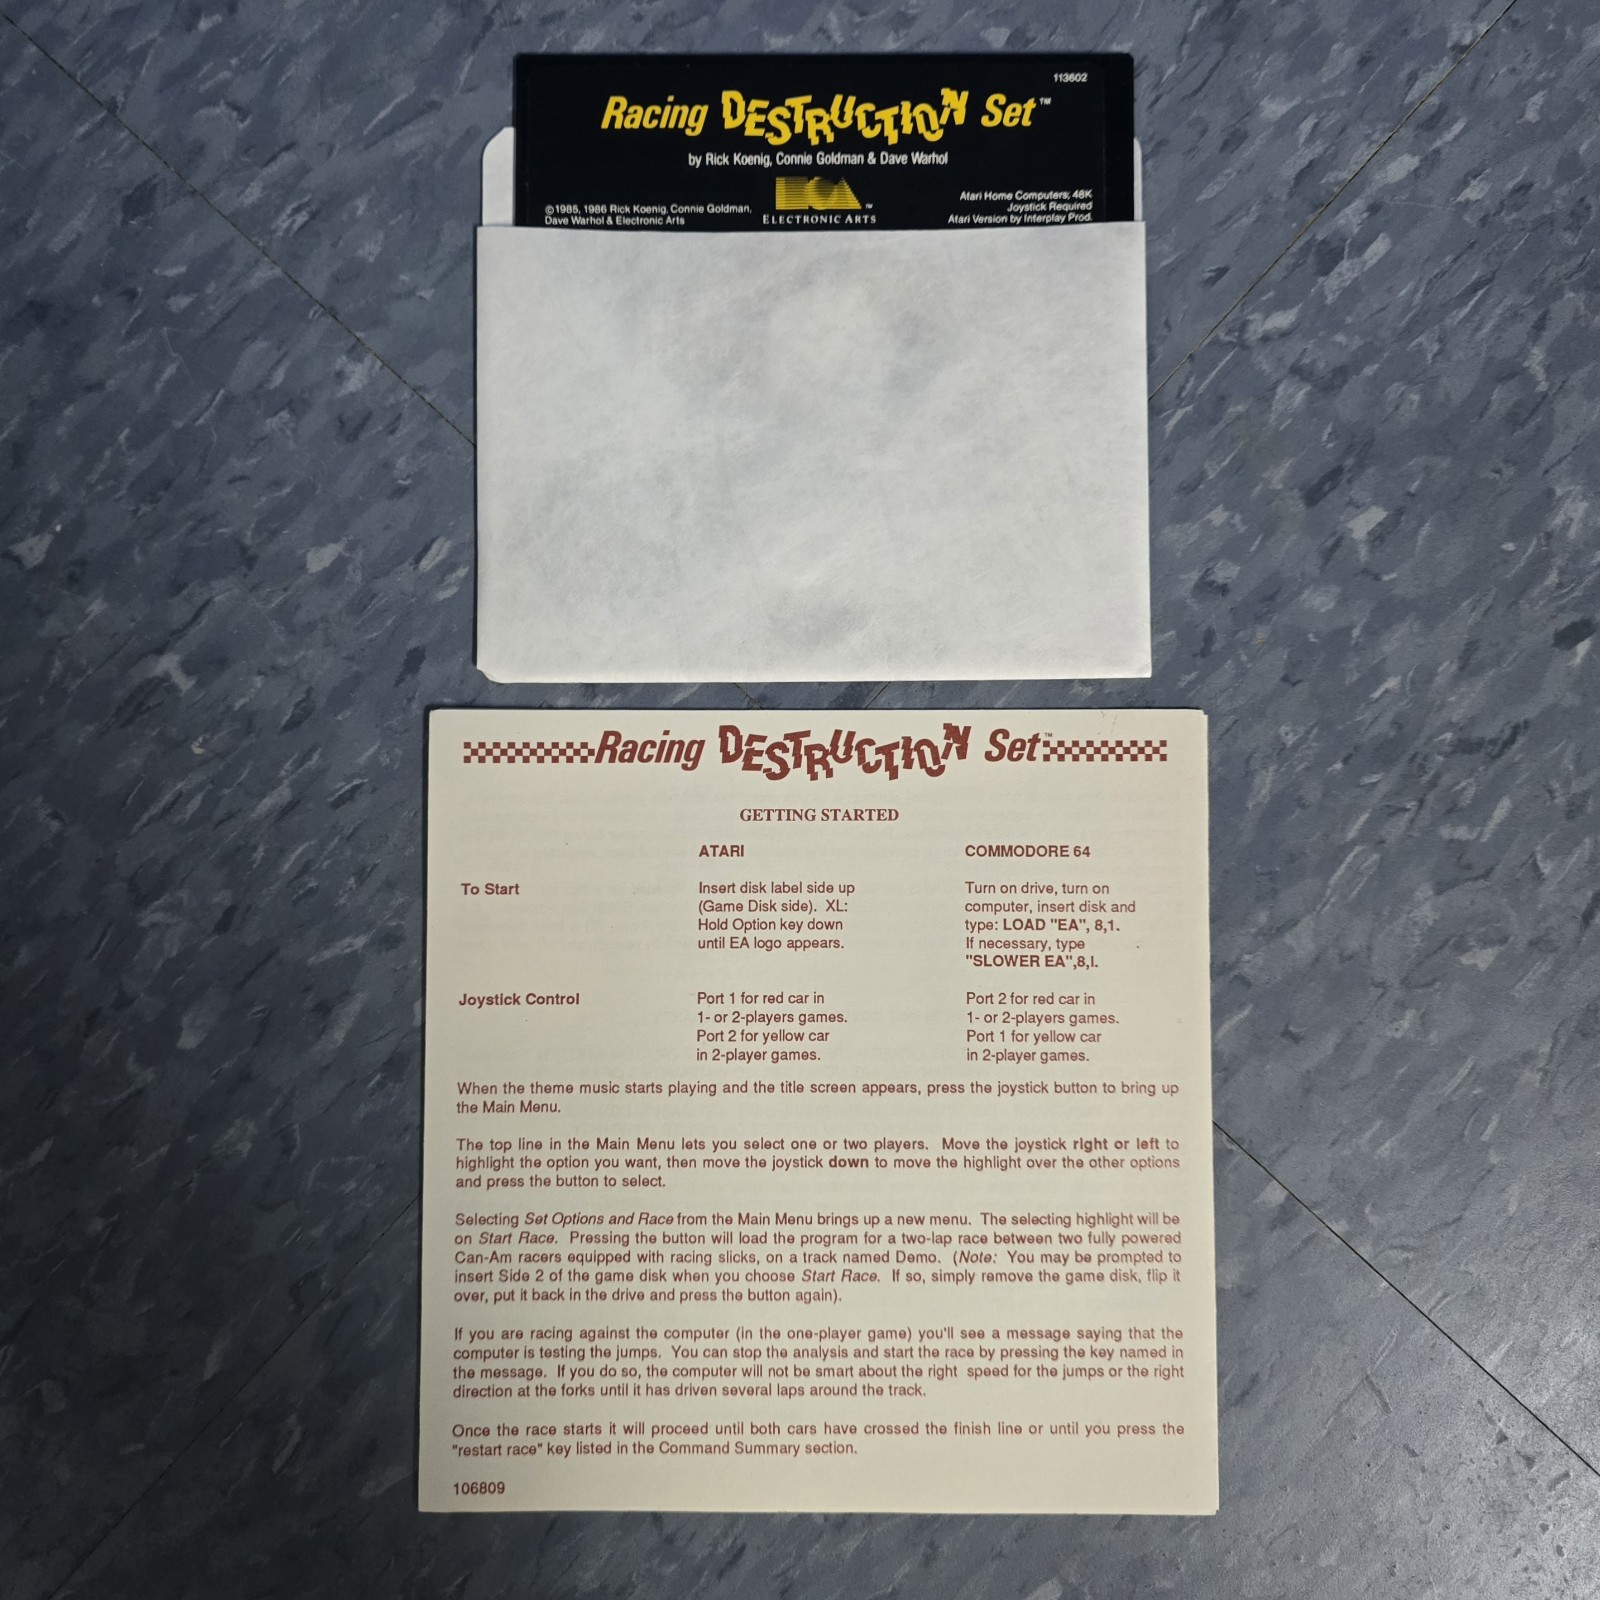 113602
Racing DESTRUCTION Set™
by Rick Koenig, Connie Goldman & Dave Warhol
EA™
ELECTRONIC ARTS
©1985, 1986 Rick Koenig, Connie Goldman,
Dave Warhol & Electronic Arts
Atari Home Computers; 48K
Joystick Required
Atari Version by Interplay Prod.
Racing DESTRUCTION Set™
GETTING STARTED
ATARI
COMMODORE 64
To Start
Insert disk label side up
(Game Disk side). XL:
Hold Option key down
until EA logo appears.
Turn on drive, turn on
computer, insert disk and
type: LOAD "EA", 8,1.
If necessary, type
"SLOWER EA",8,I.
Joystick Control
Port 1 for red car in
1- or 2-players games.
Port 2 for yellow car
in 2-player games.
Port 2 for red car in
1- or 2-players games.
Port 1 for yellow car
in 2-player games.
When the theme music starts playing and the title screen appears, press the joystick button to bring up
the Main Menu.
The top line in the Main Menu lets you select one or two players. Move the joystick right or left to
highlight the option you want, then move the joystick down to move the highlight over the other options
and press the button to select.
Selecting Set Options and Race from the Main Menu brings up a new menu. The selecting highlight will be
on Start Race. Pressing the button will load the program for a two-lap race between two fully powered
Can-Am racers equipped with racing slicks, on a track named Demo. (Note: You may be prompted to
insert Side 2 of the game disk when you choose Start Race. If so, simply remove the game disk, flip it
over, put it back in the drive and press the button again).
If you are racing against the computer (in the one-player game) you'll see a message saying that the
computer is testing the jumps. You can stop the analysis and start the race by pressing the key named in
the message. If you do so, the computer will not be smart about the right speed for the jumps or the right
direction at the forks until it has driven several laps around the track.
Once the race starts it will proceed until both cars have crossed the finish line or until you press the
"restart race" key listed in the Command Summary section.
106809